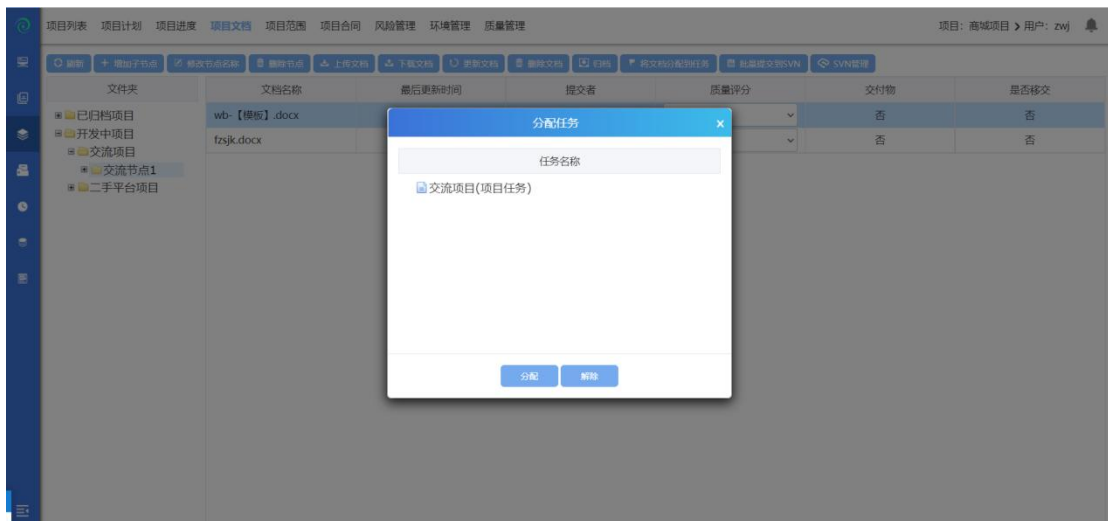 项目列表 项目计划 项目进度 项目文档 项目范围 项目合同 风险管理 环境管理 质量管理 项目：商城项目 用户：zwj
刷新 增加子节点 修改节点名称 删除节点 上传文档 下载文档 更新文档 删除文档 归档 将文档分配到任务 批量提交到SVN SVN管理
文件夹 文档名称 最后更新时间 提交者 质量评分 交付物 是否移交
已归档项目
开发中项目
交流项目
交流节点1
二手平台项目
wb-【模板】.docx 否 否
fzsjk.docx 否 否
分配任务 ×
任务名称
交流项目(项目任务)
分配 解除